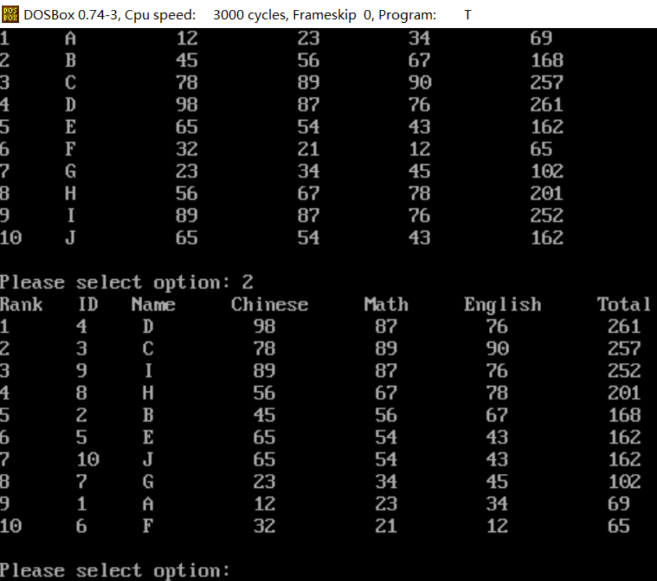 DOSBox 0.74-3, Cpu speed: 3000 cycles, Frameskip 0, Program: T
1 A 12 23 34 69
2 B 45 56 67 168
3 C 78 89 90 257
4 D 98 87 76 261
5 E 65 54 43 162
6 F 32 21 12 65
7 G 23 34 45 102
8 H 56 67 78 201
9 I 89 87 76 252
10 J 65 54 43 162
Please select option: 2
Rank ID Name Chinese Math English Total
1 4 D 98 87 76 261
2 3 C 78 89 90 257
3 9 I 89 87 76 252
4 8 H 56 67 78 201
5 2 B 45 56 67 168
6 5 E 65 54 43 162
7 10 J 65 54 43 162
8 7 G 23 34 45 102
9 1 A 12 23 34 69
10 6 F 32 21 12 65
Please select option: